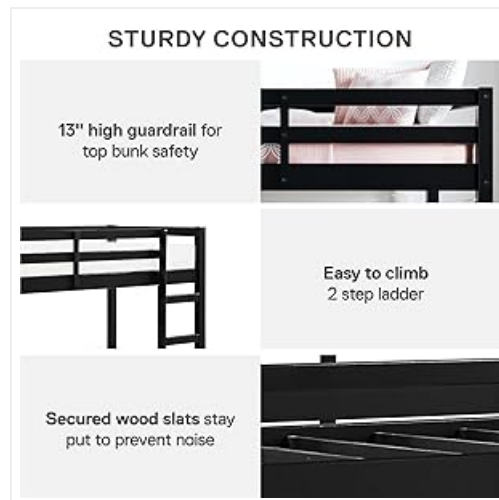 STURDY CONSTRUCTION
13" high guardrail for
top bunk safety
Easy to climb
2 step ladder
Secured wood slats stay
put to prevent noise